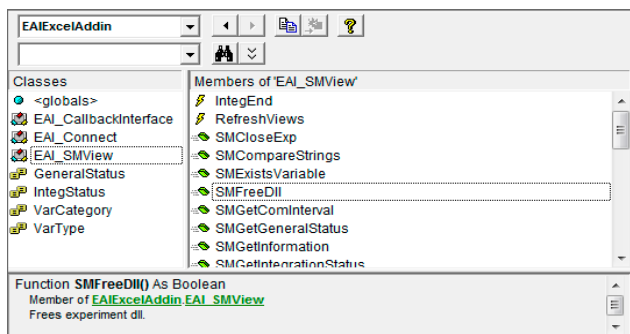 EAIExcelAddin
Classes
Members of 'EAI_SMView'
<globals>
EAI_CallbackInterface
EAI_Connect
EAI_SMView
GeneralStatus
IntegStatus
VarCategory
VarType
IntegEnd
RefreshViews
SMCloseExp
SMCompareStrings
SMExistsVariable
SMFreeDll
SMGetComInterval
SMGetGeneralStatus
SMGetInformation
SMGetIntegrationStatus
Function SMFreeDll() As Boolean
Member of EAIExcelAddin.EAI_SMView
Frees experiment dll.